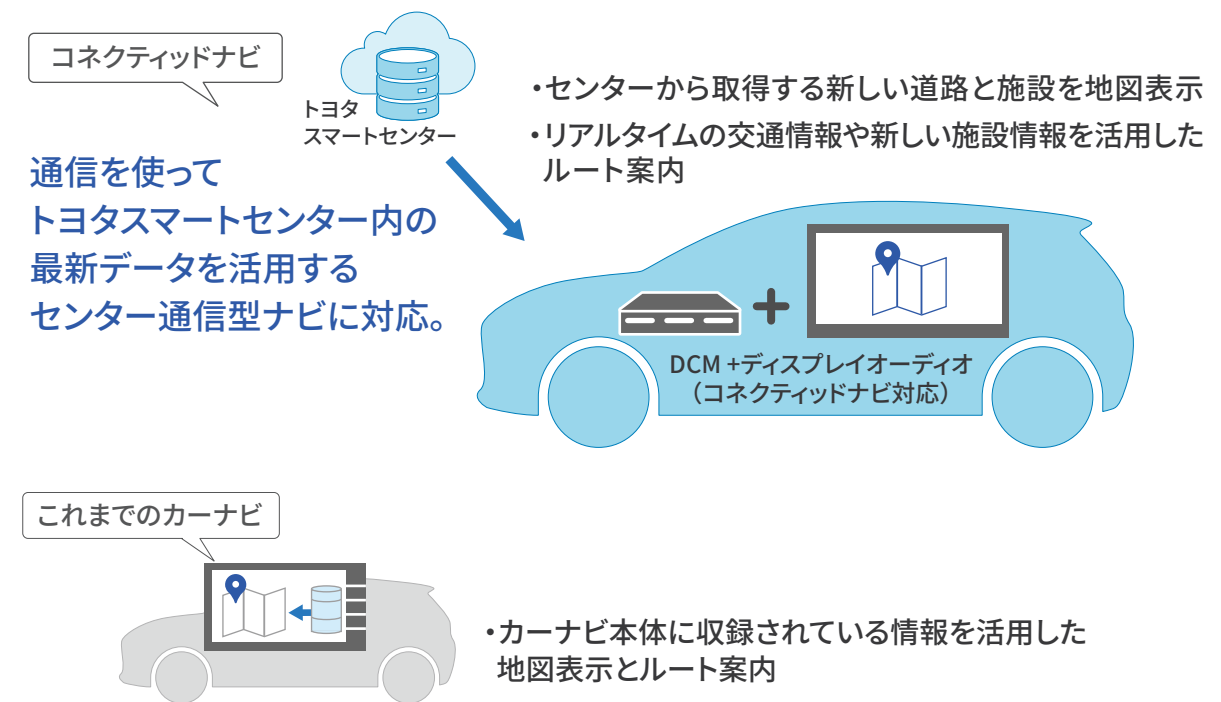 コネクティッドナビ
トヨタ
スマートセンター
・センターから取得する新しい道路と施設を地図表示
・リアルタイムの交通情報や新しい施設情報を活用した
ルート案内
通信を使って
トヨタスマートセンター内の
最新データを活用する
センター通信型ナビに対応。
DCM +ディスプレイオーディオ
（コネクティッドナビ対応）
これまでのカーナビ
・カーナビ本体に収録されている情報を活用した
地図表示とルート案内